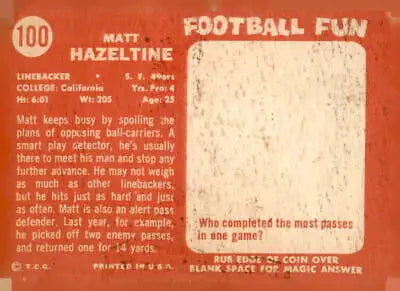 100
MATT
HAZELTINE
LINEBACKER • S. F. 49ers
COLLEGE: California Yrs. Pro: 4
Ht: 6:01 Wt: 205 Age: 25
Matt keeps busy by spoiling the
plans of opposing ball-carriers. A
smart play detector, he's usually
there to meet his man and stop any
further advance. He may not weigh
as much as other linebackers,
but he hits just as hard and just
as often. Matt is also an alert pass
defender. Last year, for example,
he picked off two enemy passes,
and returned one for 14 yards.
© T.C.G. PRINTED IN U.S.A.
FOOTBALL FUN
Who completed the most passes
in one game?
RUB EDGE OF COIN OVER
BLANK SPACE FOR MAGIC ANSWER